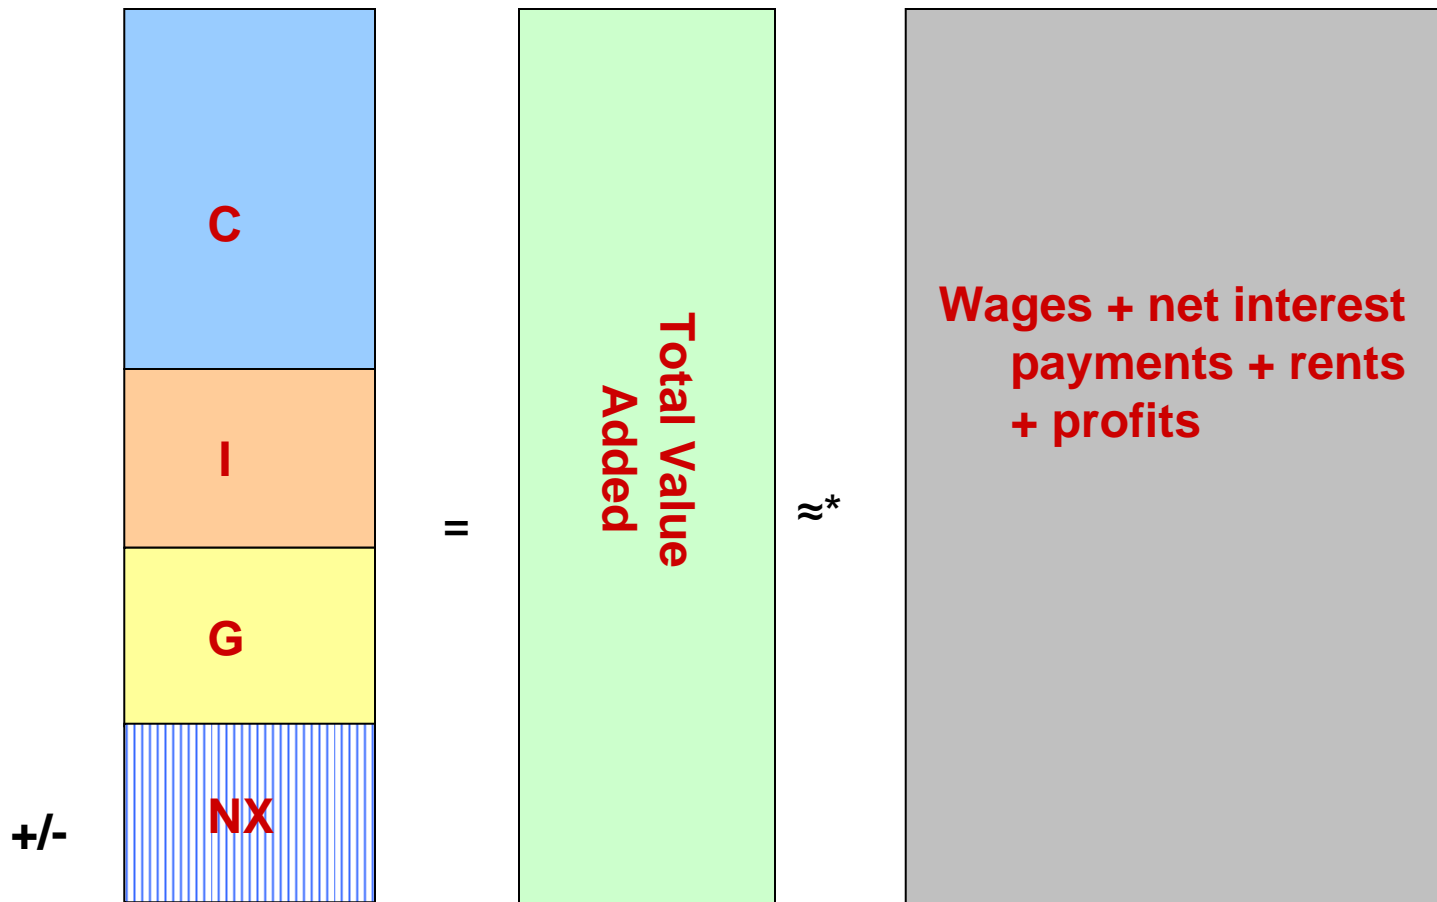 C
I
G
+/-
NX
=
Total Value
Added
≈*
Wages + net interest
payments + rents
+ profits